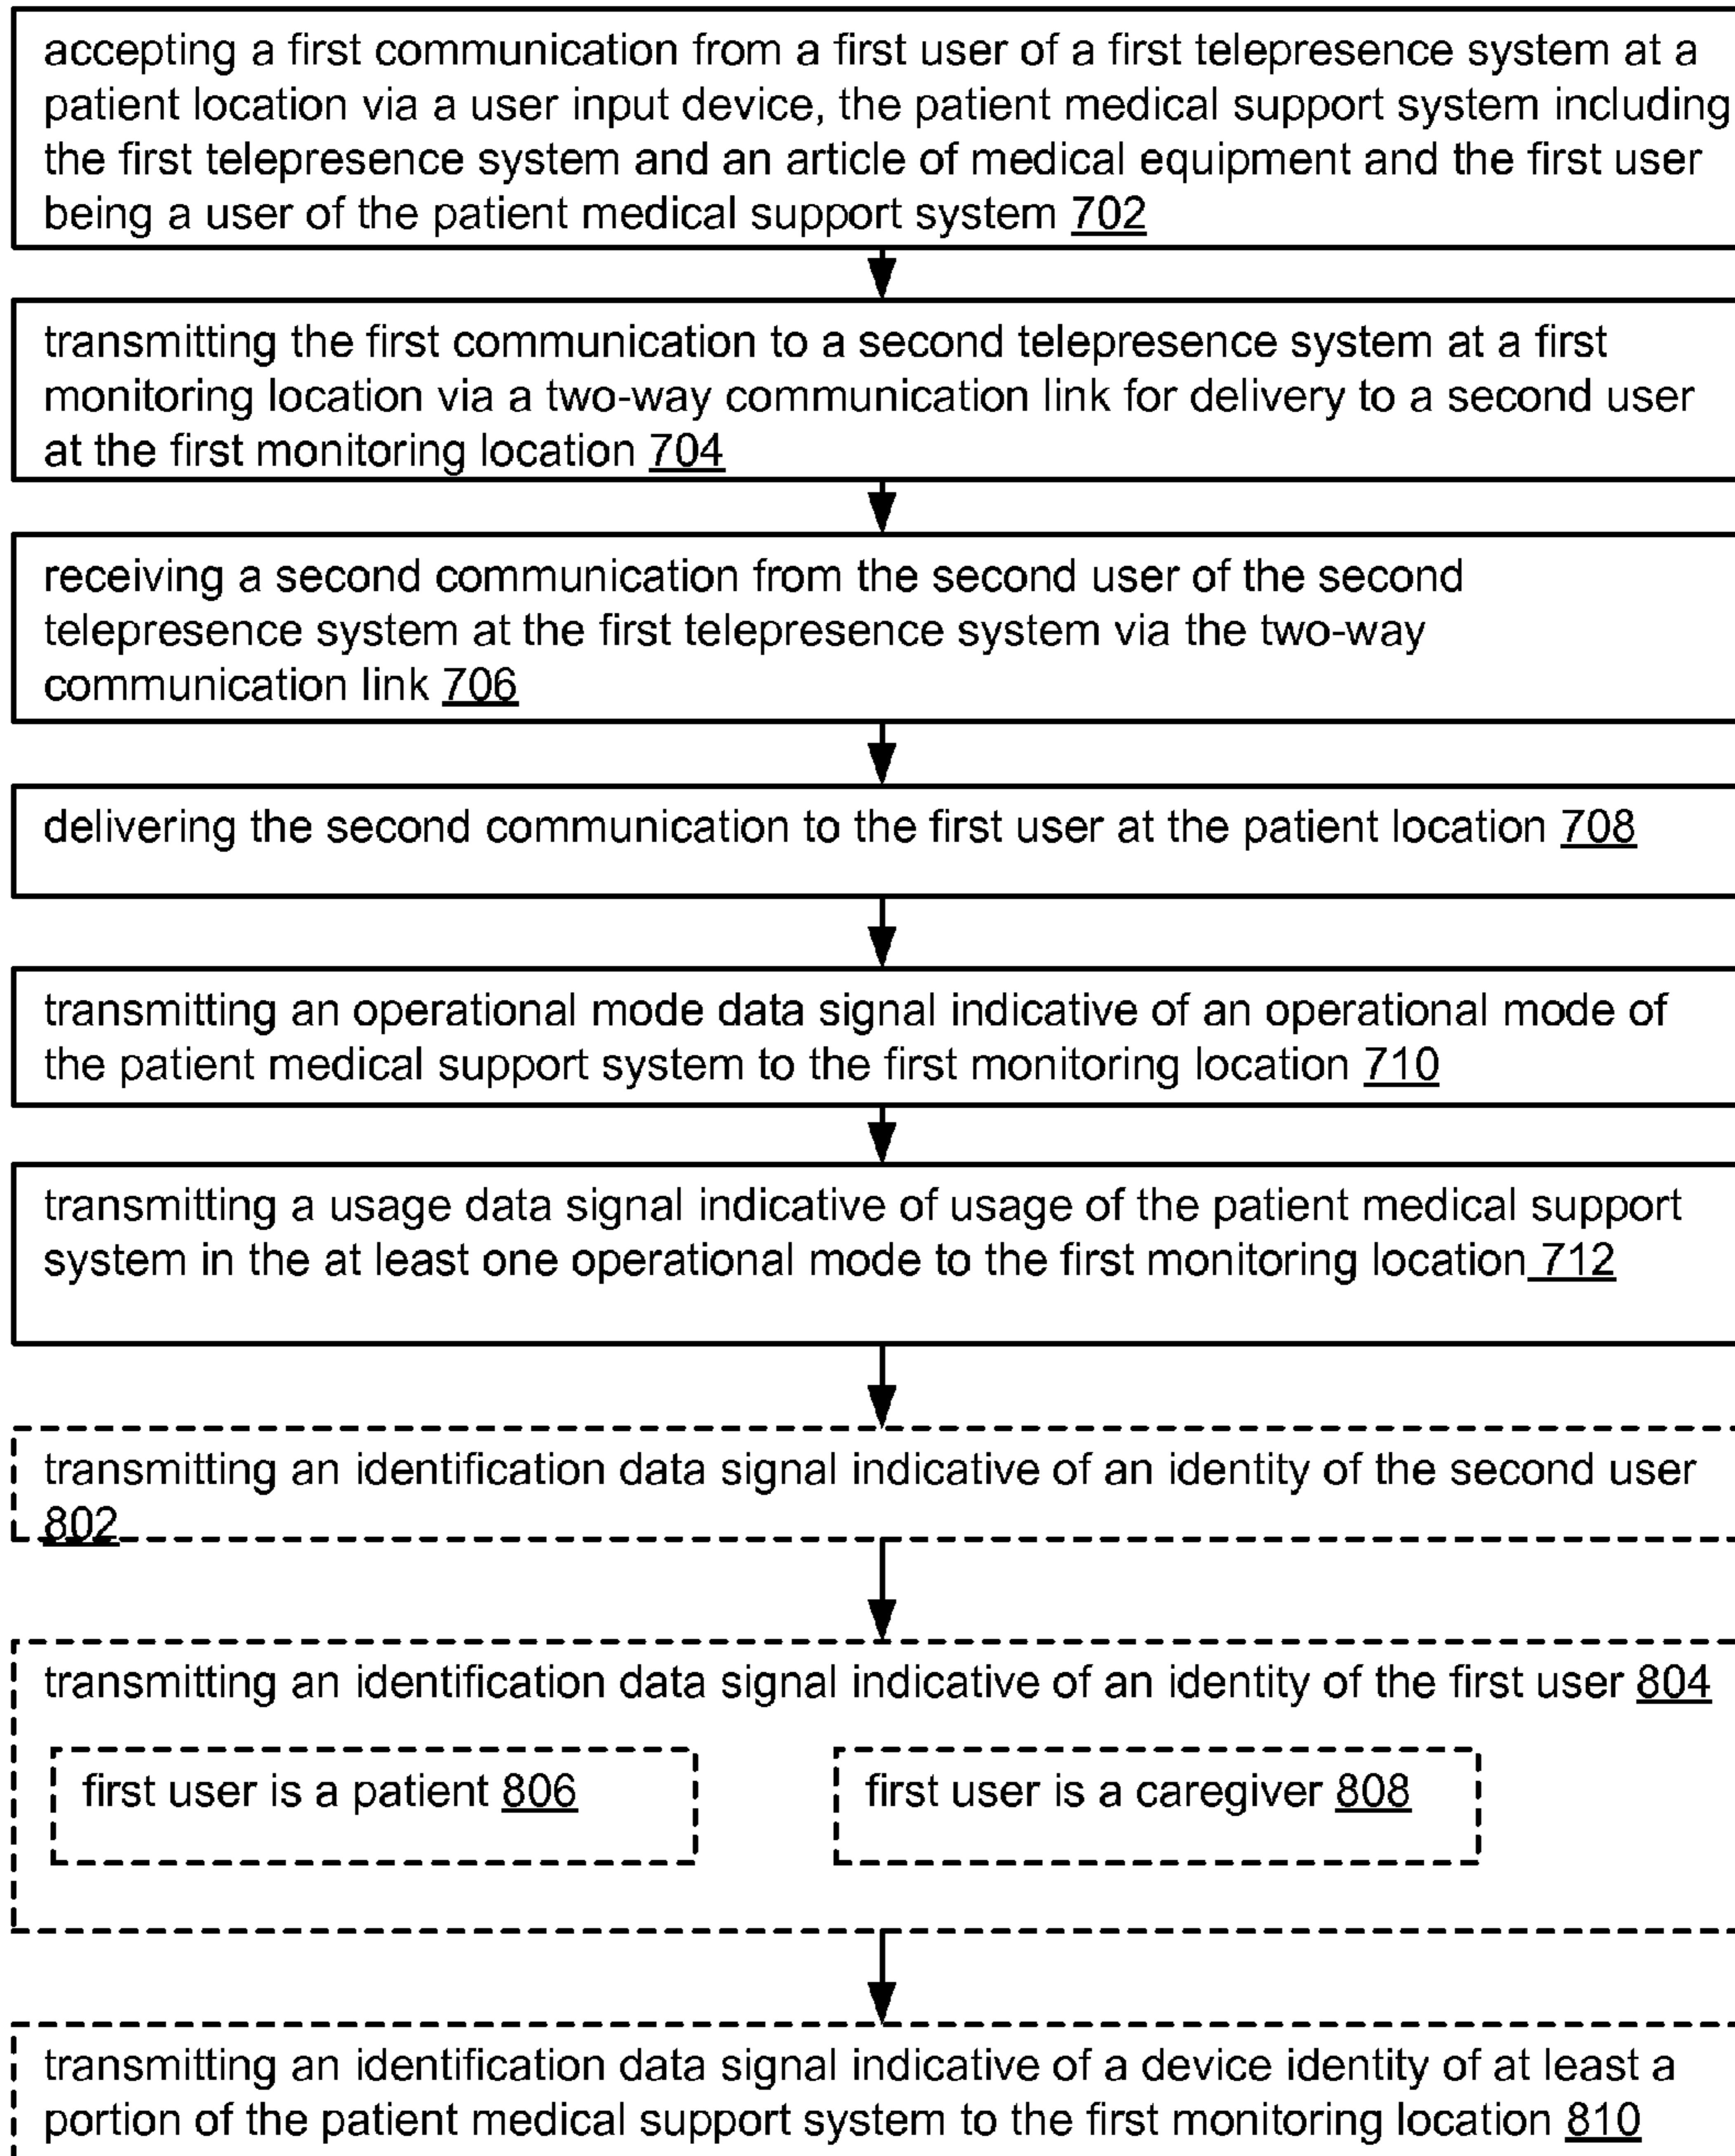 accepting a first communication from a first user of a first telepresence system at a
patient location via a user input device, the patient medical support system including
the first telepresence system and an article of medical equipment and the first user
being a user of the patient medical support system 702
transmitting the first communication to a second telepresence system at a first
monitoring location via a two-way communication link for delivery to a second user
at the first monitoring location 704
receiving a second communication from the second user of the second
telepresence system at the first telepresence system via the two-way
communication link 706
delivering the second communication to the first user at the patient location 708
transmitting an operational mode data signal indicative of an operational mode of
the patient medical support system to the first monitoring location 710
transmitting a usage data signal indicative of usage of the patient medical support
system in the at least one operational mode to the first monitoring location 712
transmitting an identification data signal indicative of an identity of the second user
802
transmitting an identification data signal indicative of an identity of the first user 804
first user is a patient 806
first user is a caregiver 808
transmitting an identification data signal indicative of a device identity of at least a
portion of the patient medical support system to the first monitoring location 810